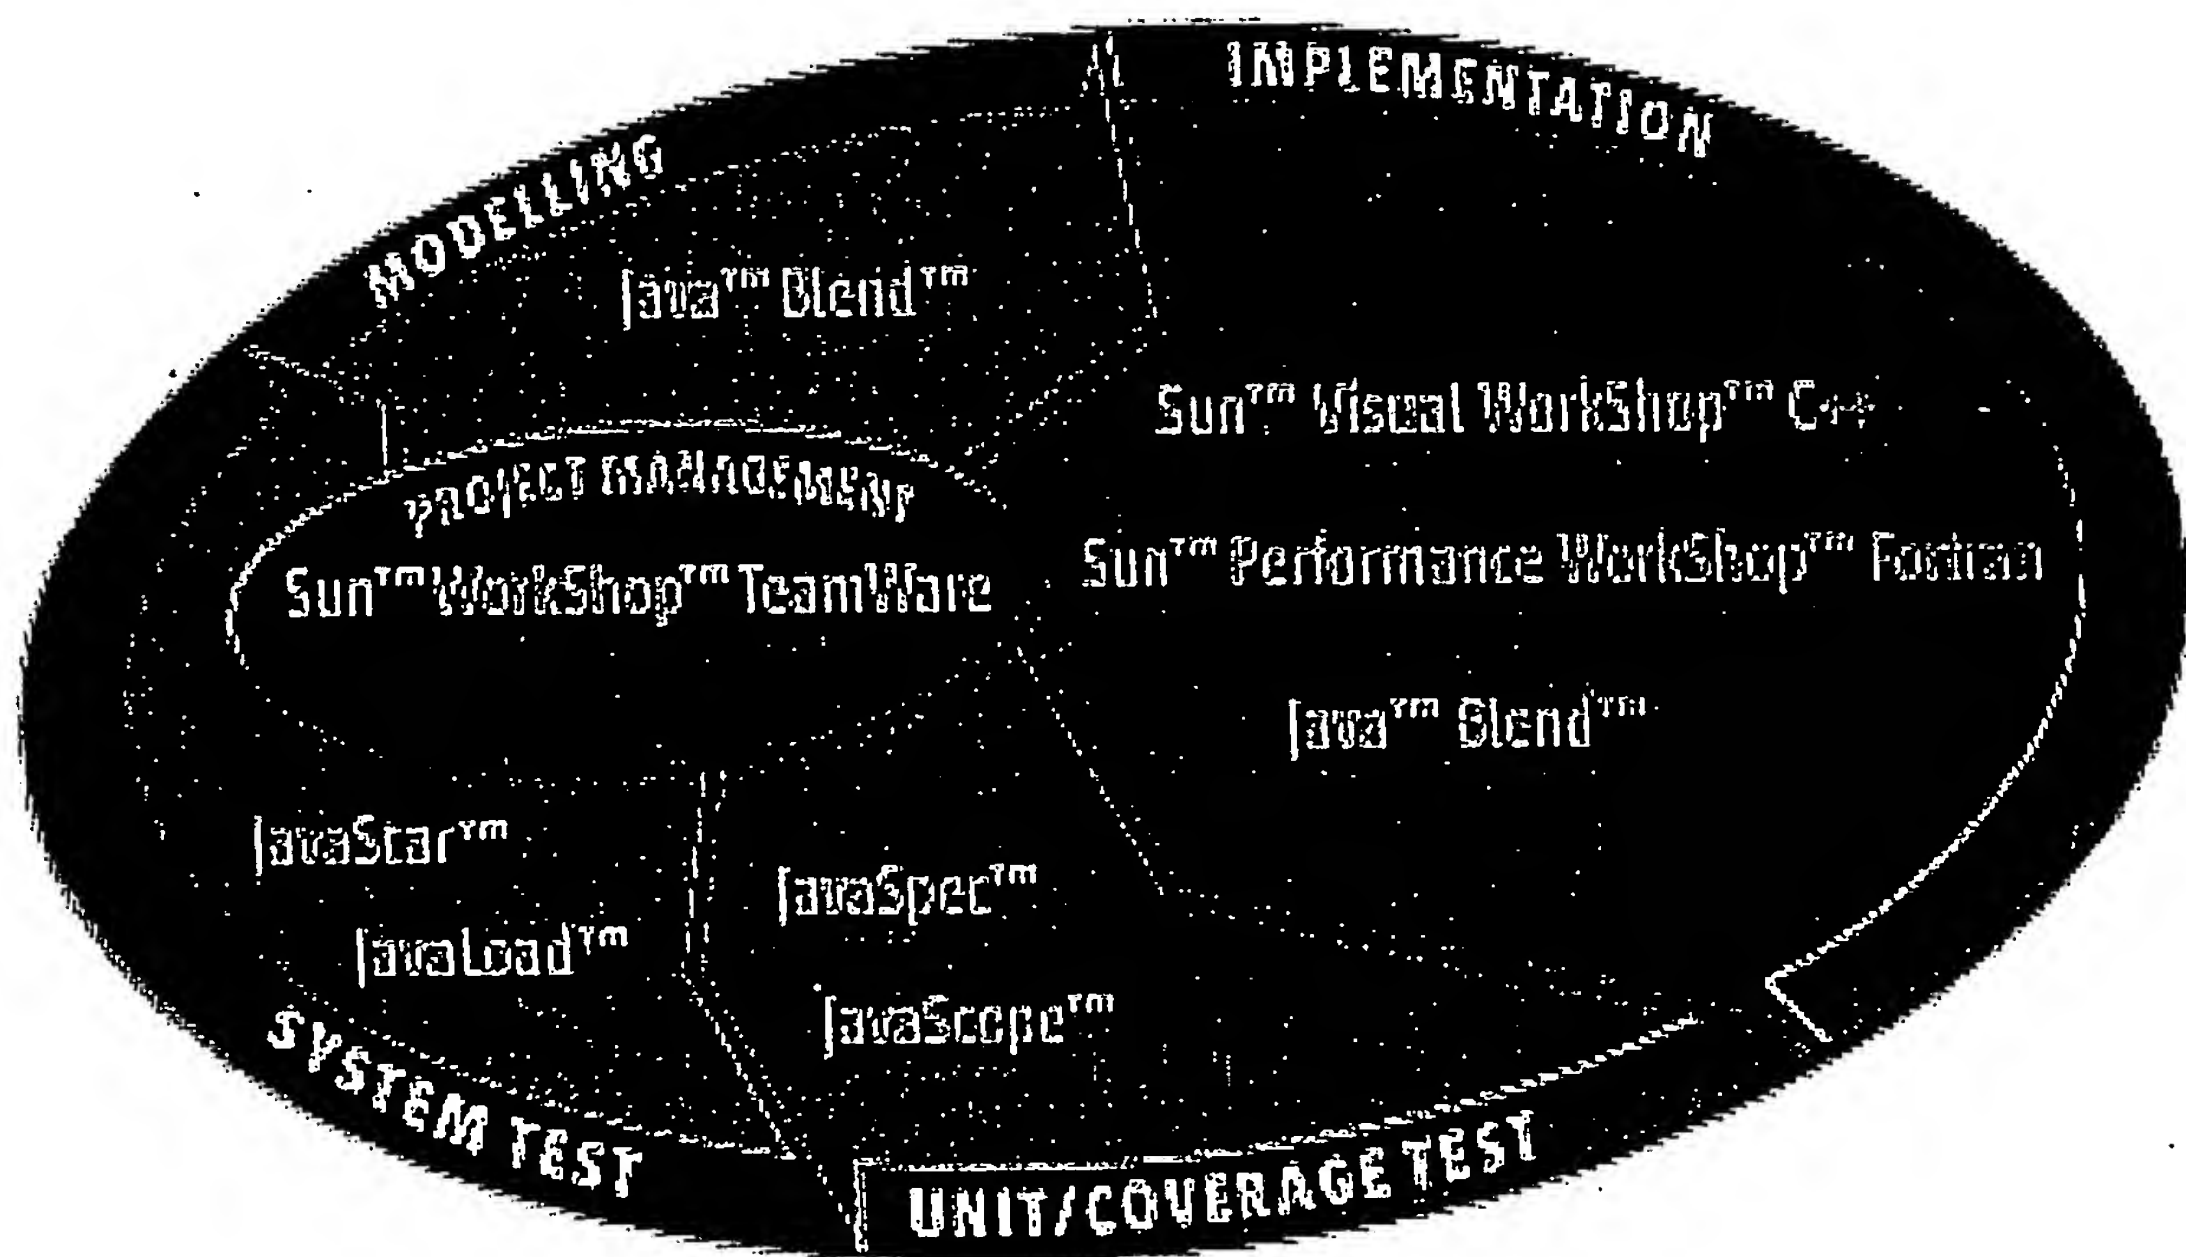 IMPLEMENTATION
MODELLING
Java™ Blend™
Sun™ Visual WorkShop™ C++
PROJECT MANAGEMENT
Sun™ Performance WorkShop™ Fortran
Sun™ WorkShop™ TeamWare
Java™ Blend™
JavaStar™
JavaSpec™
JavaLoad™
JavaScope™
SYSTEM TEST
UNIT/COVERAGE TEST